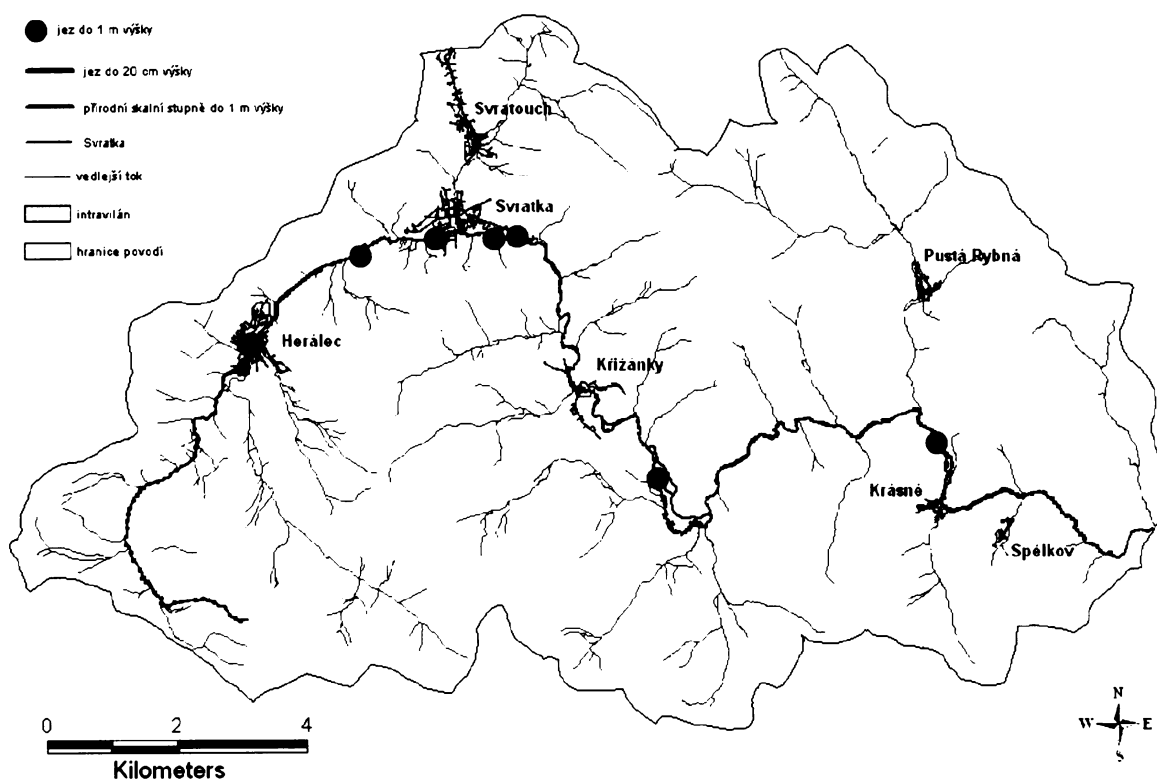 jez do 1 m výšky
jez do 20 cm výšky
přírodní skalní stupně do 1 m výšky
Svratka
vedlejší tok
intravilán
hranice povodí
Svratouch
Svratka
Pustá Rybná
Herálec
Křižánky
Krásné
Spělkov
0 2 4
Kilometers
N
W E
S